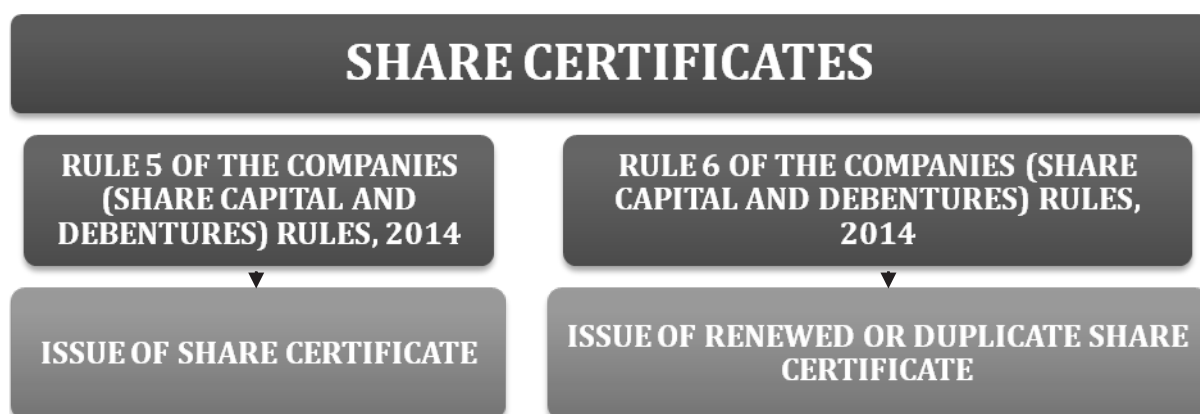 SHARE CERTIFICATES
RULE 5 OF THE COMPANIES
(SHARE CAPITAL AND
DEBENTURES) RULES, 2014
RULE 6 OF THE COMPANIES (SHARE
CAPITAL AND DEBENTURES) RULES,
2014
ISSUE OF SHARE CERTIFICATE
ISSUE OF RENEWED OR DUPLICATE SHARE
CERTIFICATE